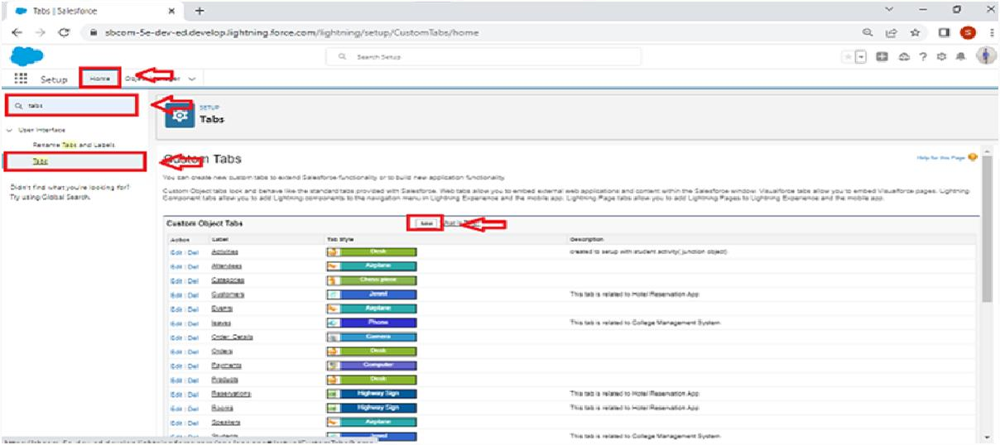 Tabs | Salesforce
sbcom-5e-dev-ed.develop.lightning.force.com/lightning/setup/CustomTabs/home
Search Setup
Setup Home
tabs
SETUP
Tabs
User Interface
Rename Tabs and Labels
Tabs
Didn't find what you're looking for?
Try using Global Search.
Custom Tabs
Help for this Page
You can create new custom tabs to extend Salesforce functionality or to build new application functionality.
Custom Object tabs look and behave like the standard tabs provided with Salesforce. Web tabs allow you to embed external web applications and content within the Salesforce window. Visualforce tabs allow you to embed Visualforce pages. Lightning
Component tabs allow you to add Lightning components to the navigation menu in Lightning Experience and the mobile app. Lightning Page tabs allow you to add Lightning Pages to Lightning Experience and the mobile app.
Custom Object Tabs New What Is This?
Action Label Tab Style Description
Edit | Del Activities Desk created to setup with student activity( junction object)
Edit | Del Attendees Airplane
Edit | Del Categories Chess piece
Edit | Del Customers Jewel This tab is related to Hotel Reservation App
Edit | Del Events Airplane
Edit | Del leaves Phone This tab is related to College Management System
Edit | Del Order_Details Camera
Edit | Del Orders Desk
Edit | Del Payments Computer
Edit | Del Products Desk
Edit | Del Reservations Highway Sign This tab is related to Hotel Reservation App
Edit | Del Rooms Highway Sign This tab is related to Hotel Reservation App
Edit | Del Speakers Airplane
Edit | Del Students Jewel This tab is related to College Management System